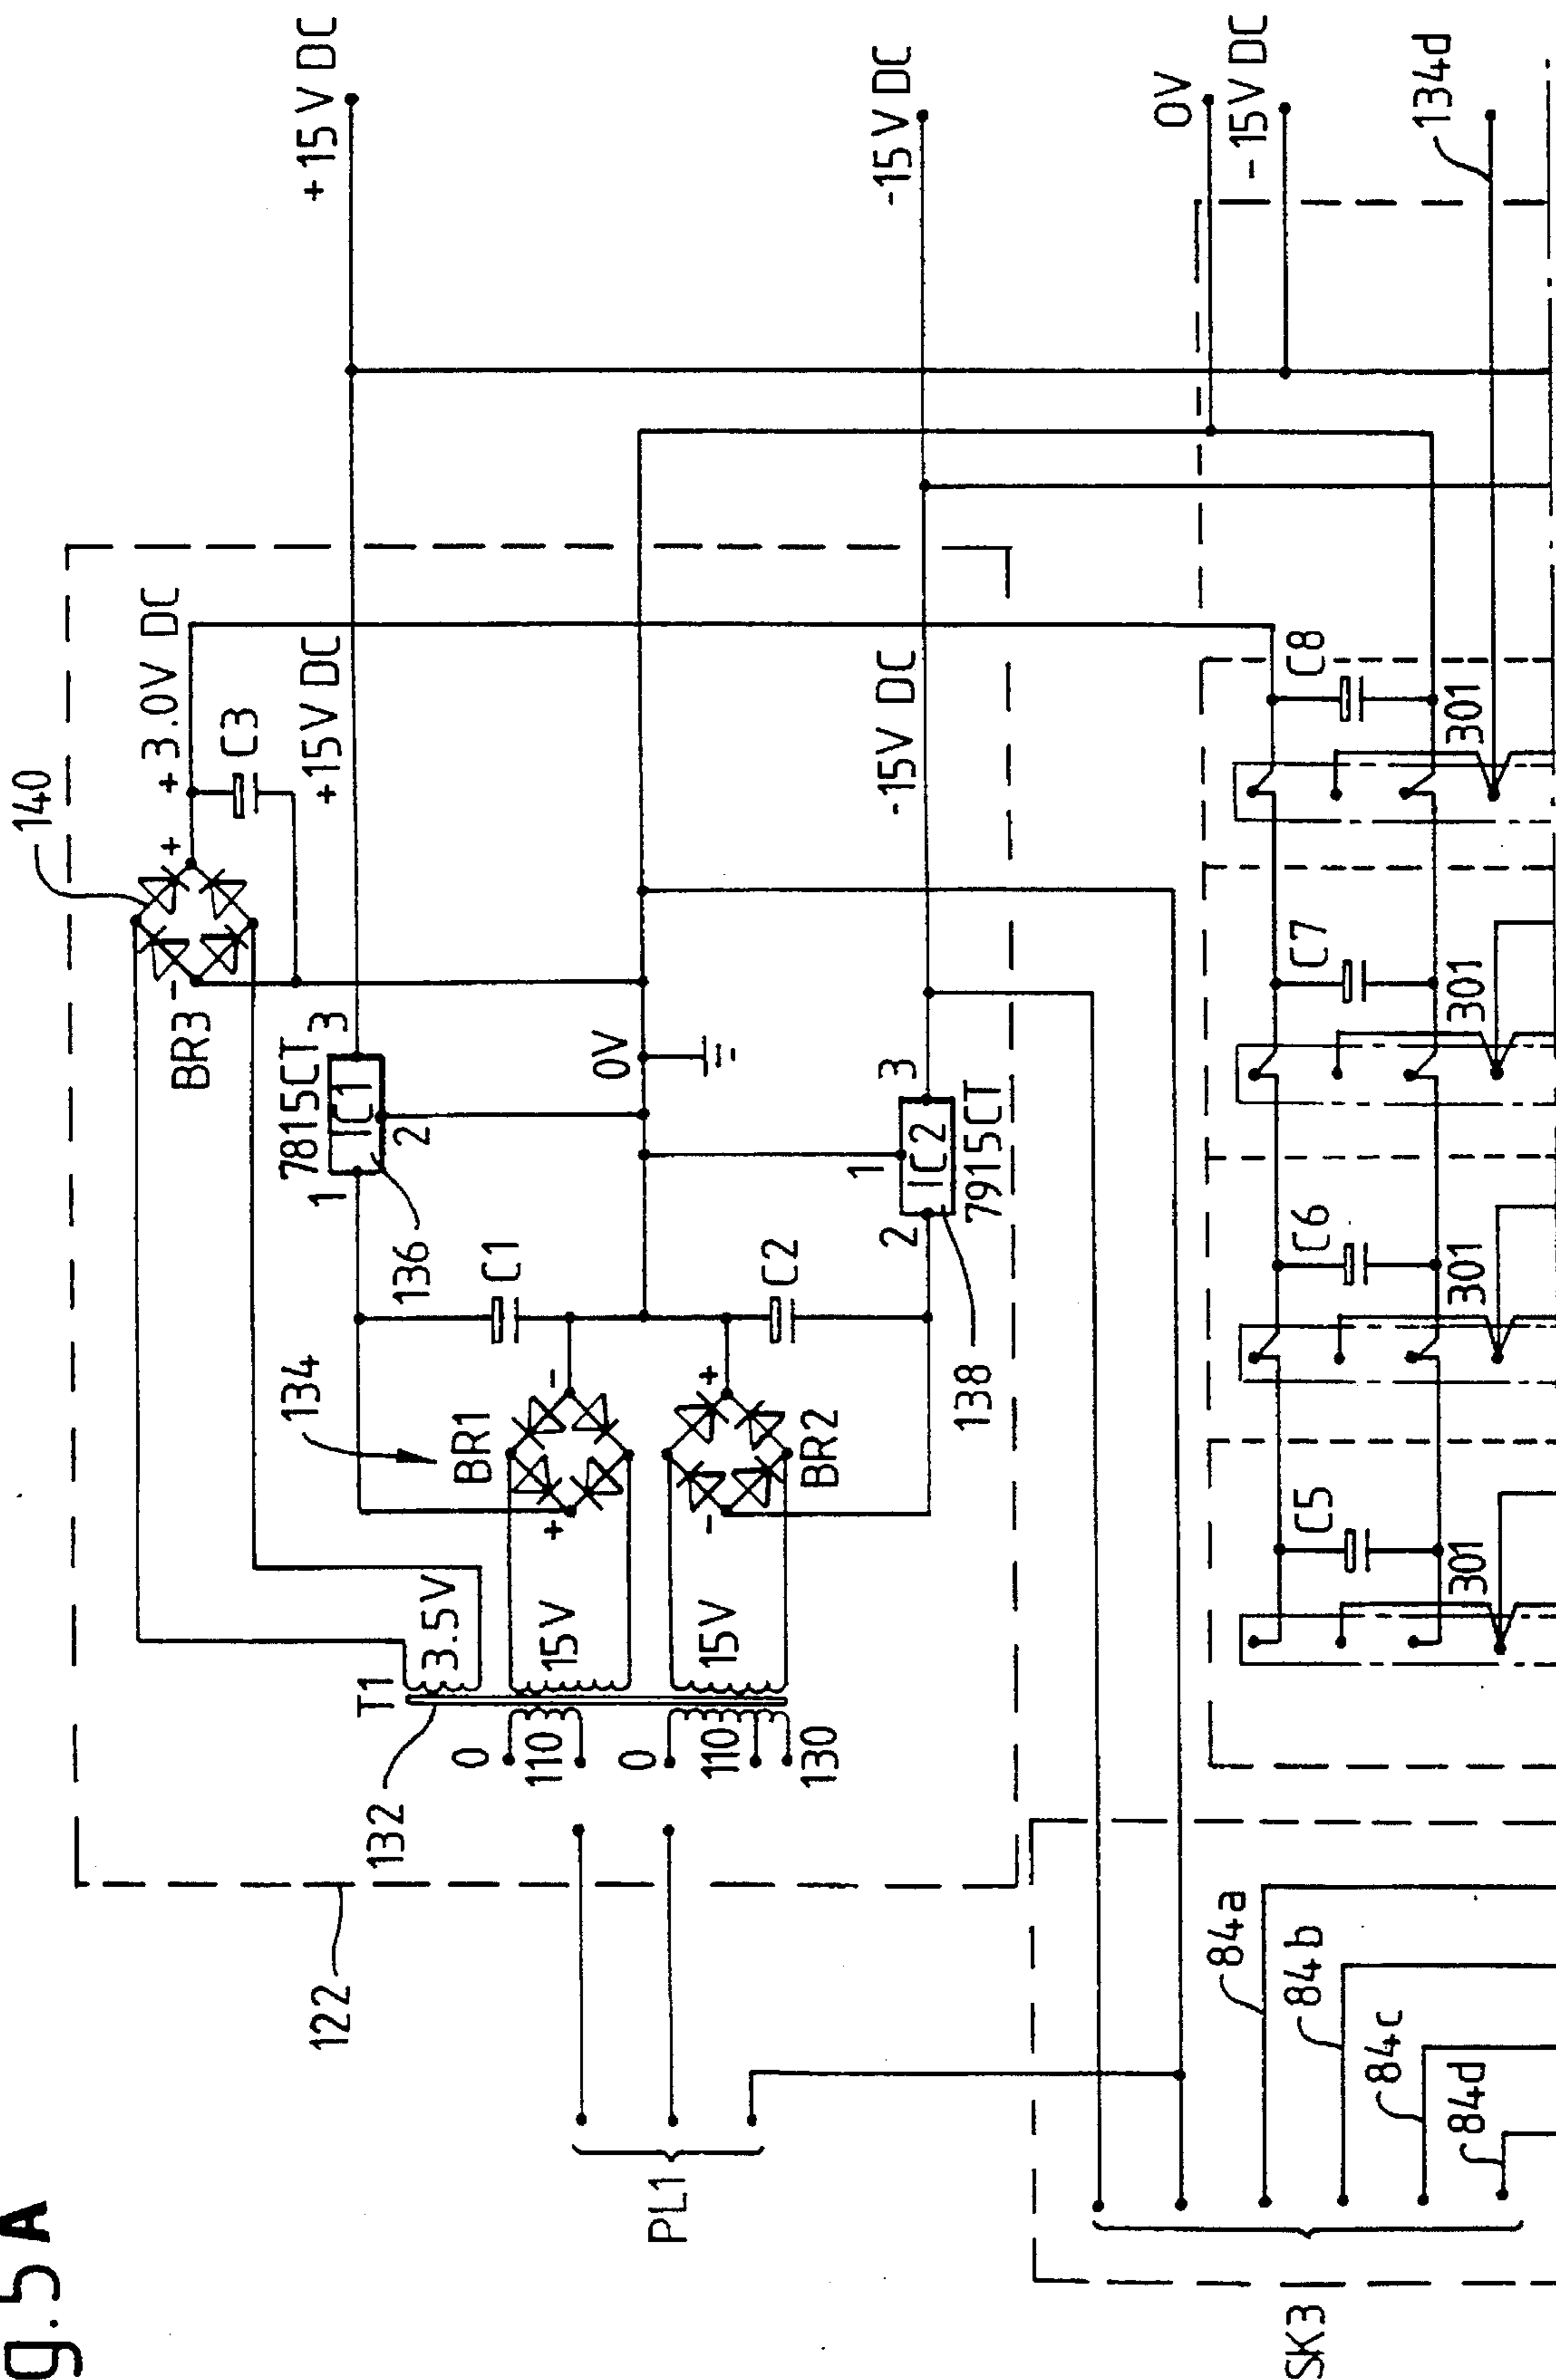 g.5 A
122
132
T1
0
110
0
110
130
3.5V
15V
15V
PL1
134
BR1
+
-
BR2
-
+
C1
C2
136
138
1
7815CT
IC1
2
3
2
1
IC2
7915CT
3
0V
BR3
-
+
140
+3.0V DC
C3
+15V DC
-15V DC
+15V DC
-15V DC
0V
-15V DC
134d
C5
301
C6
301
C7
301
C8
301
84a
84b
84c
84d
SK3